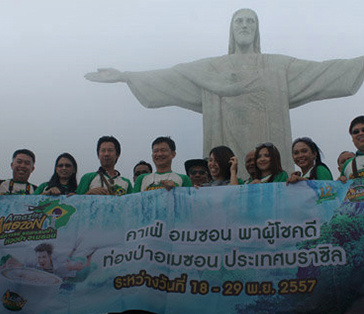 Amazing
AMAZON
คาเฟ่ อเมซอน พาผู้โชคดี
ท่องป่าอเมซอน ประเทศบราซิล
ระหว่างวันที่ 18 - 29 พ.ย. 2557